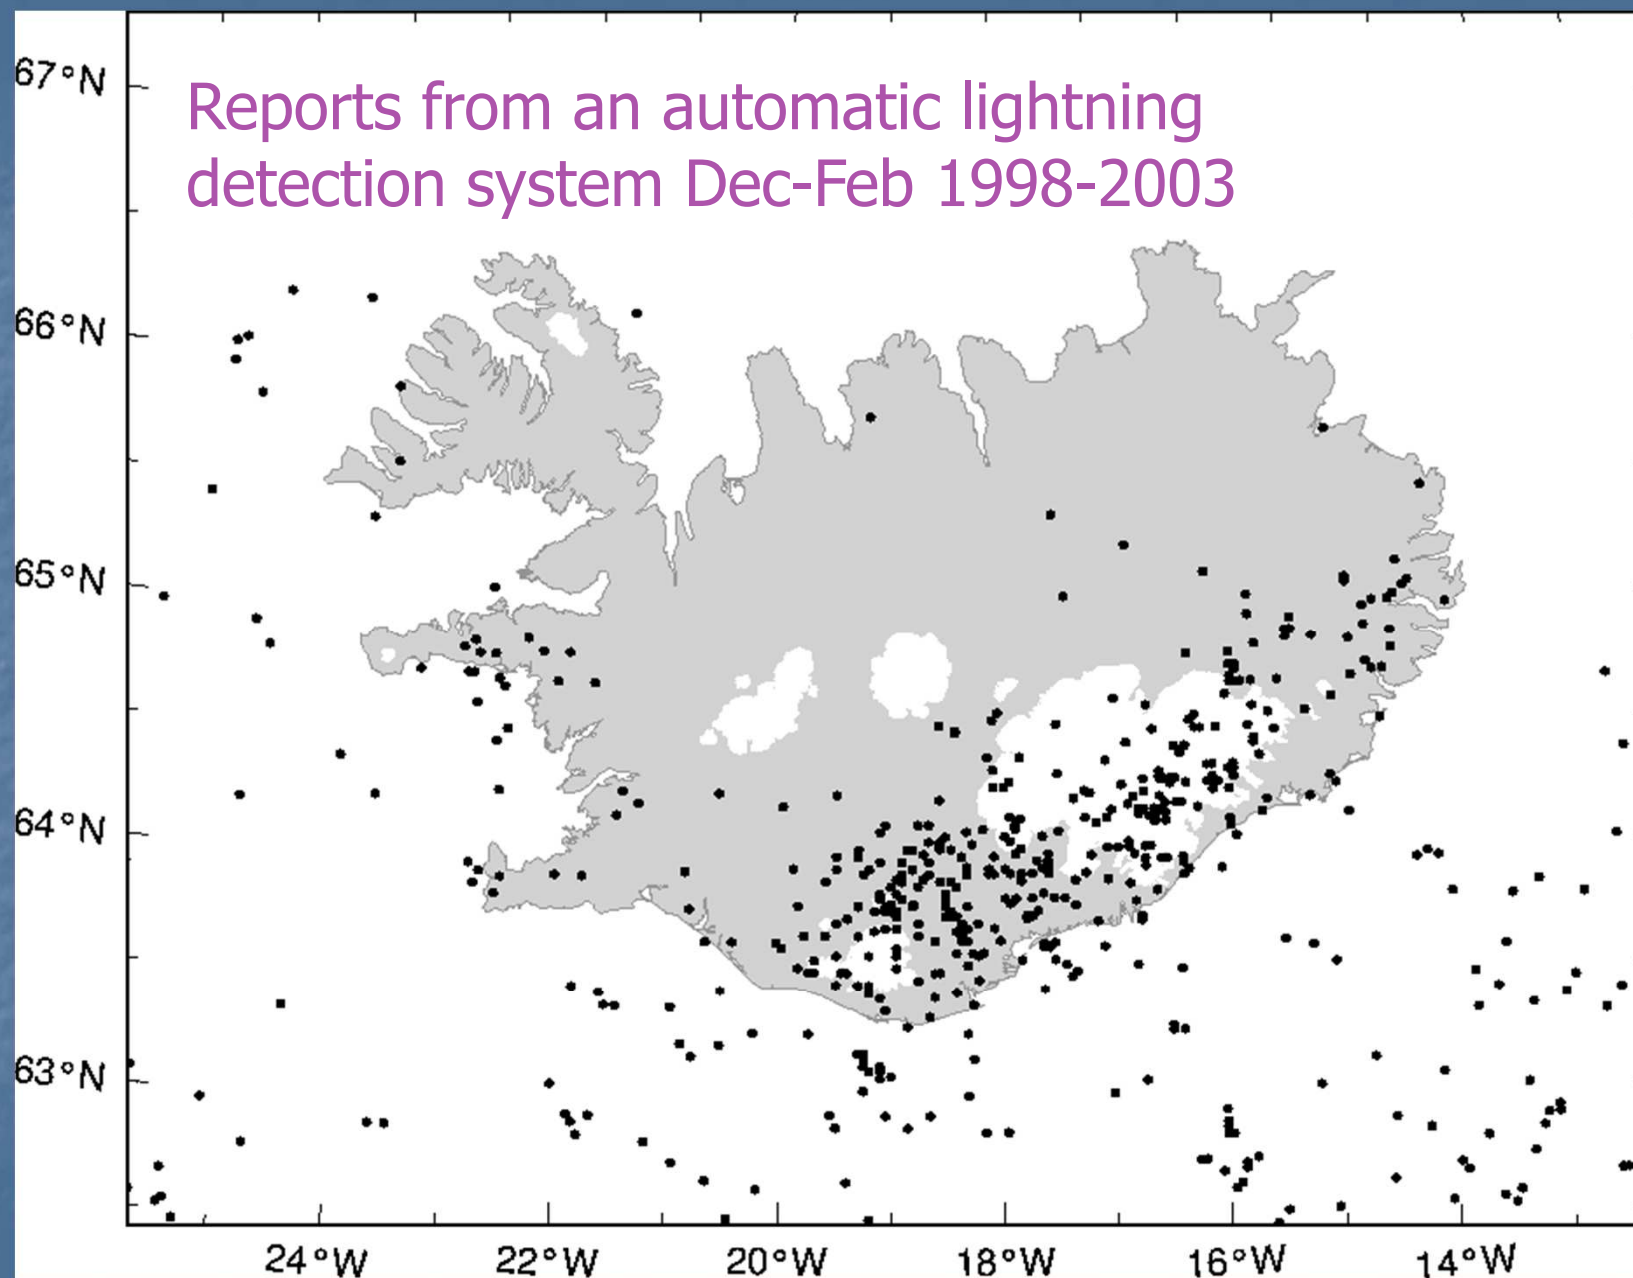 Reports from an automatic lightning
detection system Dec-Feb 1998-2003
67°N
66°N
65°N
64°N
63°N
24°W 22°W 20°W 18°W 16°W 14°W